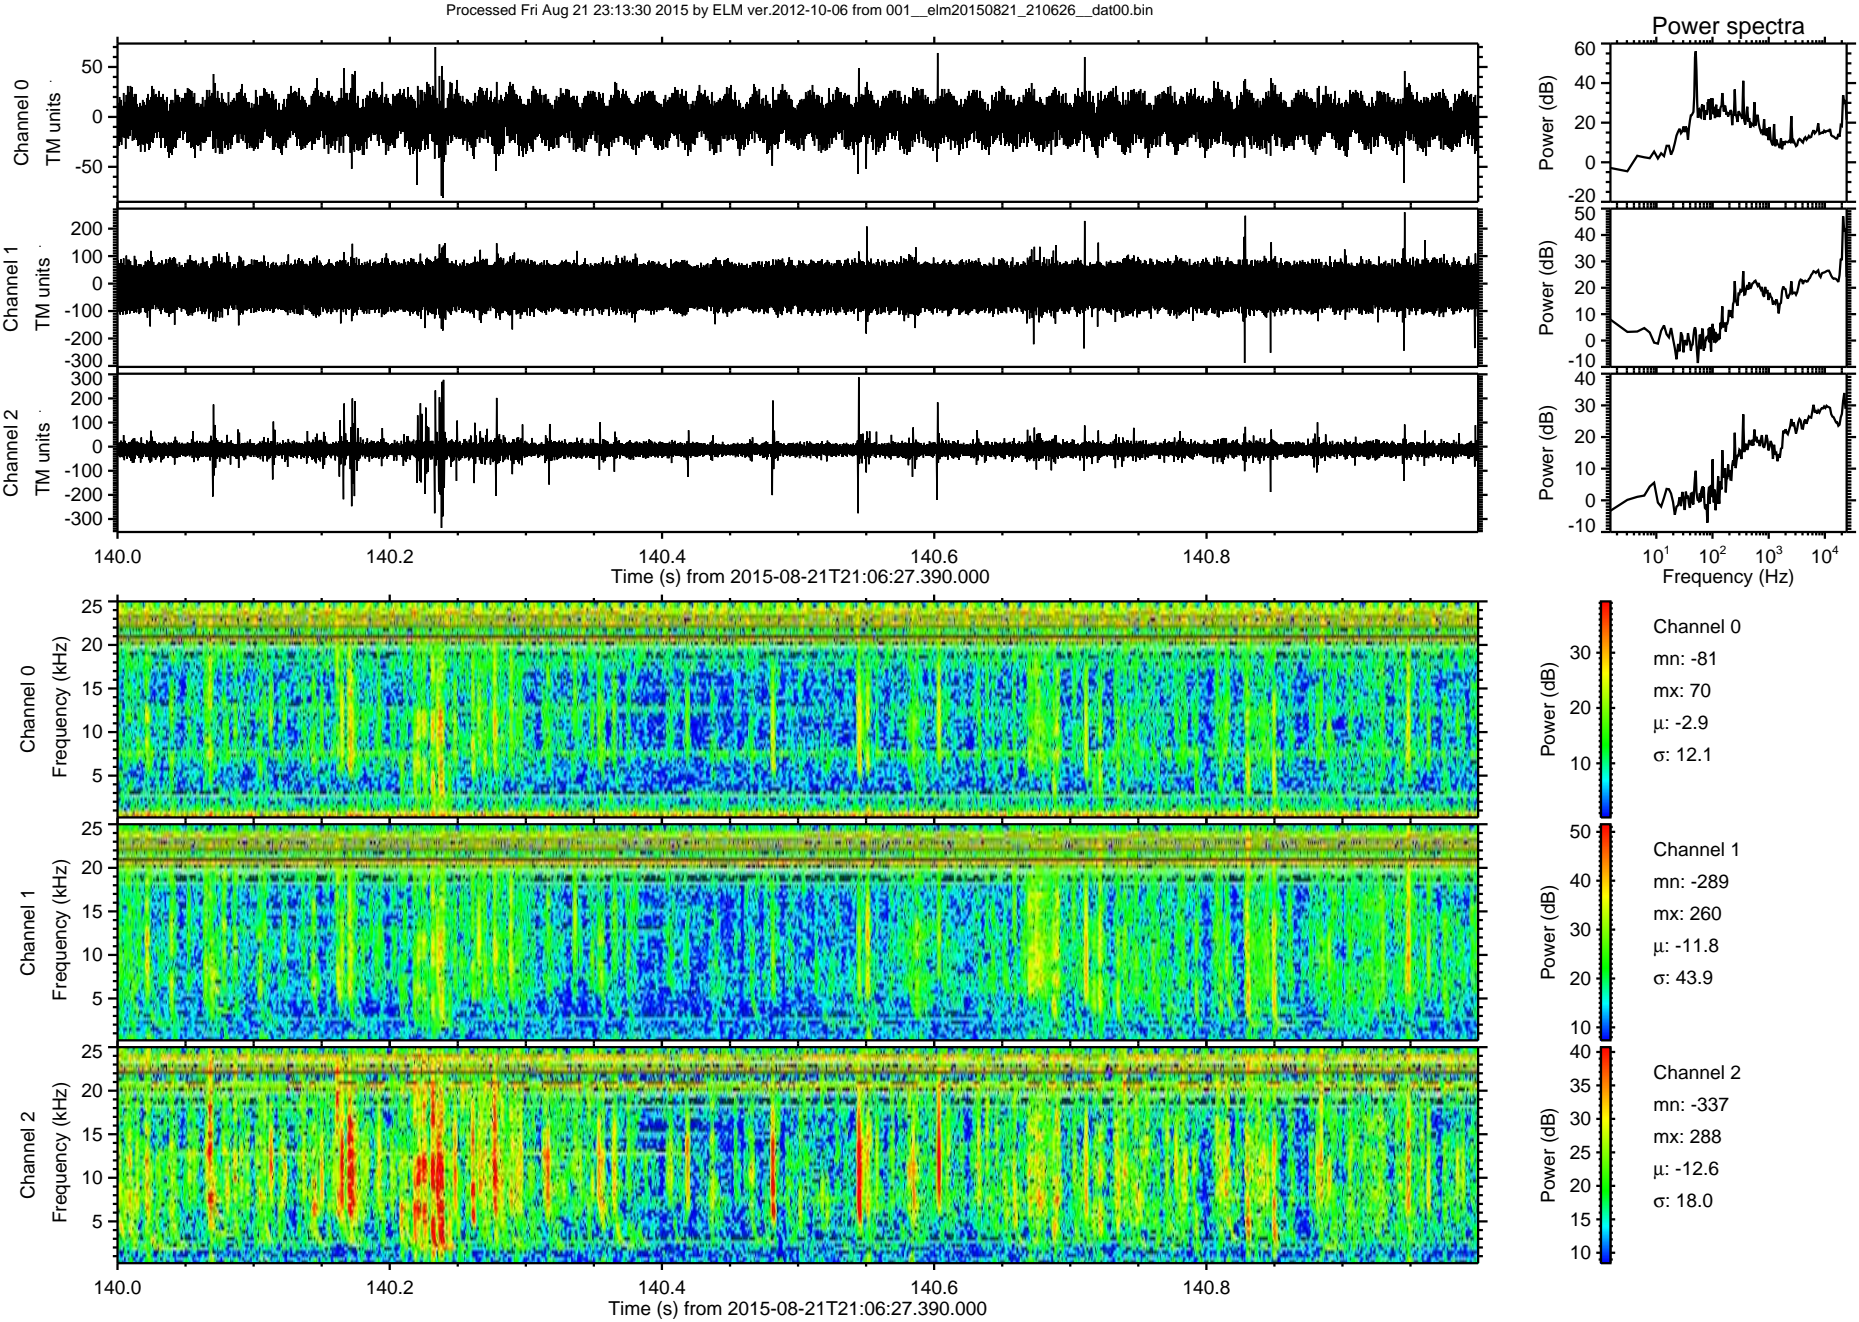 Processed Fri Aug 21 23:13:30 2015 by ELM ver.2012-10-06 from 001__elm20150821_210626__dat00.bin
Power spectra
Channel 0
TM units
50
0
-50
Power (dB)
60
40
20
0
-20
Channel 1
TM units
200
100
0
-100
-200
-300
Power (dB)
50
40
30
20
10
0
-10
Channel 2
TM units
300
200
100
0
-100
-200
-300
Power (dB)
40
30
20
10
0
-10
140.0 140.2 140.4 140.6 140.8
Time (s) from 2015-08-21T21:06:27.390.000
10¹ 10² 10³ 10⁴
Frequency (Hz)
Channel 0
Frequency (kHz)
25
20
15
10
5
Power (dB)
30
20
10
Channel 0
mn: -81
mx: 70
μ: -2.9
σ: 12.1
Channel 1
Frequency (kHz)
25
20
15
10
5
Power (dB)
50
40
30
20
10
Channel 1
mn: -289
mx: 260
μ: -11.8
σ: 43.9
Channel 2
Frequency (kHz)
25
20
15
10
5
Power (dB)
40
35
30
25
20
15
10
Channel 2
mn: -337
mx: 288
μ: -12.6
σ: 18.0
140.0 140.2 140.4 140.6 140.8
Time (s) from 2015-08-21T21:06:27.390.000